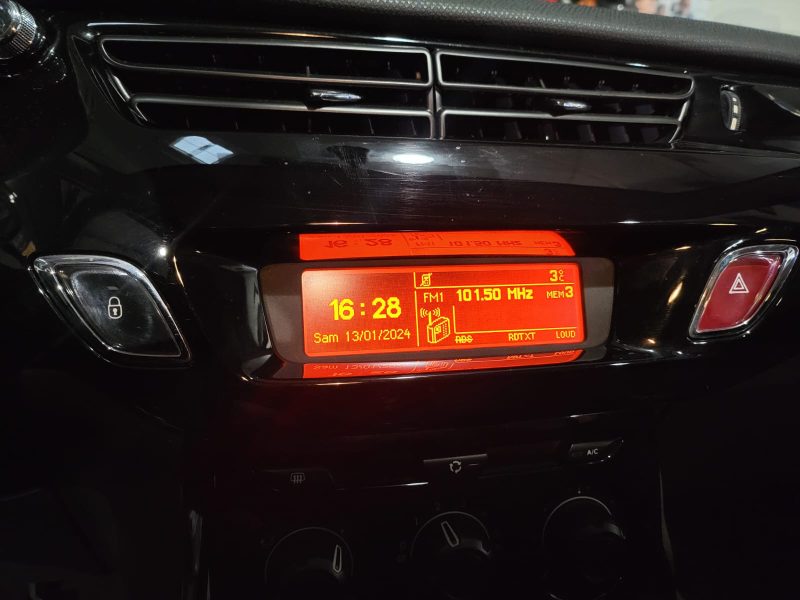 3°C
16:28
FM1 101.50 MHz MEM3
Sam 13/01/2024
RDS RDTXT LOUD
A/C